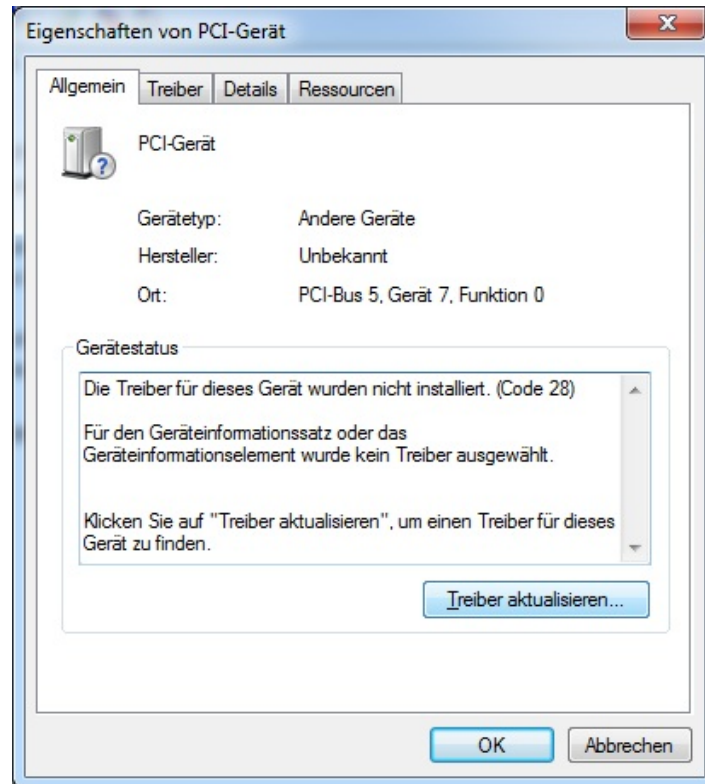 Eigenschaften von PCI-Gerät
Allgemein Treiber Details Ressourcen
PCI-Gerät
Gerätetyp: Andere Geräte
Hersteller: Unbekannt
Ort: PCI-Bus 5, Gerät 7, Funktion 0
Gerätestatus
Die Treiber für dieses Gerät wurden nicht installiert. (Code 28)
Für den Geräteinformationssatz oder das
Geräteinformationselement wurde kein Treiber ausgewählt.
Klicken Sie auf "Treiber aktualisieren", um einen Treiber für dieses
Gerät zu finden.
Treiber aktualisieren...
OK Abbrechen